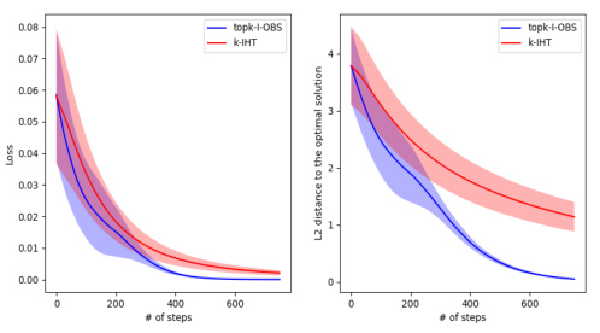 topk-I-OBS
k-IHT
Loss
0.08
0.07
0.06
0.05
0.04
0.03
0.02
0.01
0.00
0
200
400
600
# of steps
topk-I-OBS
k-IHT
L2 distance to the optimal solution
4
3
2
1
0
0
200
400
600
# of steps